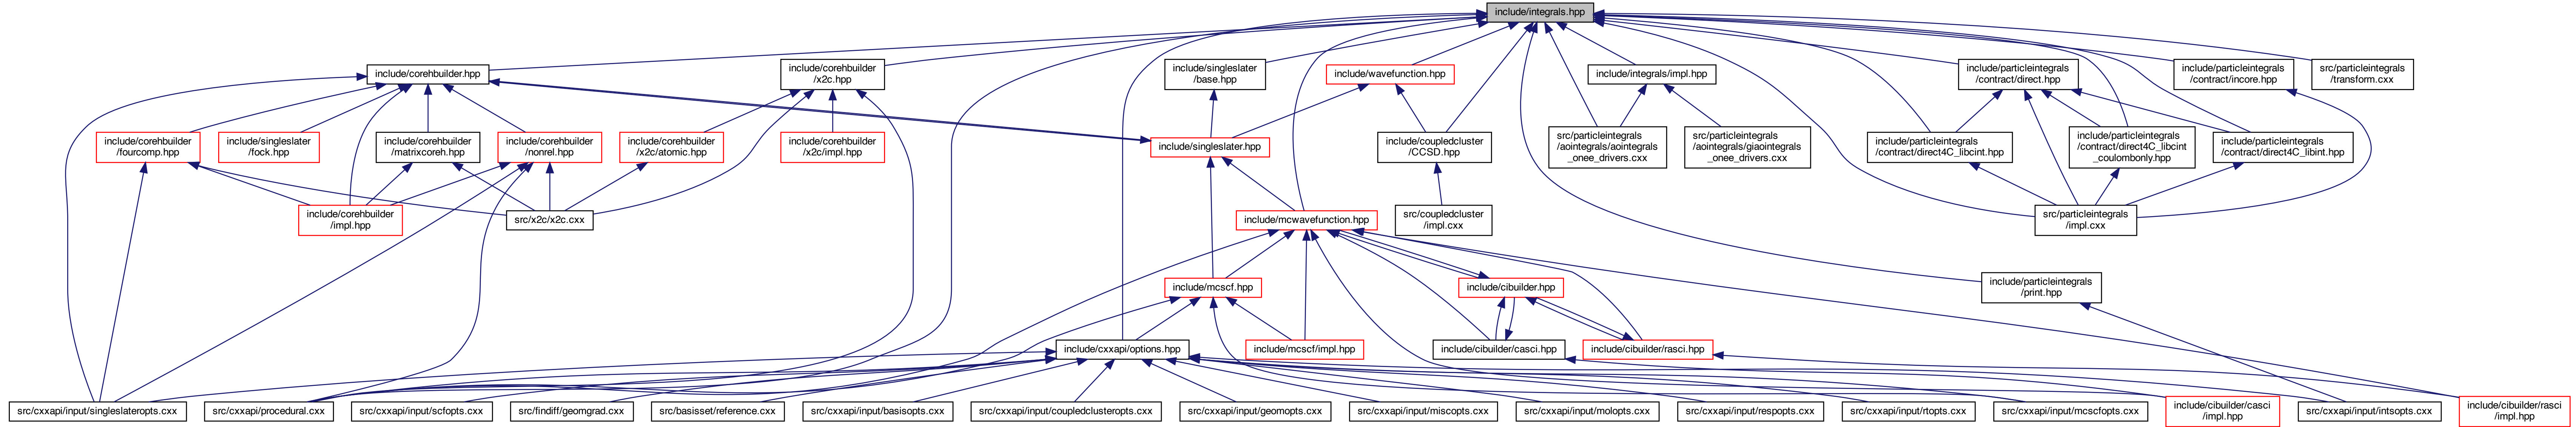 include/integrals.hpp
include/corehbuilder.hpp
include/corehbuilder
/x2c.hpp
include/singleslater
/base.hpp
include/wavefunction.hpp
include/integrals/impl.hpp
include/particleintegrals
/contract/direct.hpp
include/particleintegrals
/contract/incore.hpp
src/particleintegrals
/transform.cxx
include/corehbuilder
/fourcomp.hpp
include/singleslater
/fock.hpp
include/corehbuilder
/matrixcoreh.hpp
include/corehbuilder
/nonrel.hpp
include/corehbuilder
/x2c/atomic.hpp
include/corehbuilder
/x2c/impl.hpp
include/singleslater.hpp
include/coupledcluster
/CCSD.hpp
src/particleintegrals
/aointegrals/aointegrals
_onee_drivers.cxx
src/particleintegrals
/aointegrals/giaointegrals
_onee_drivers.cxx
include/particleintegrals
/contract/direct4C_libcint.hpp
include/particleintegrals
/contract/direct4C_libcint
_coulombonly.hpp
include/particleintegrals
/contract/direct4C_libint.hpp
include/corehbuilder
/impl.hpp
src/x2c/x2c.cxx
include/mcwavefunction.hpp
src/coupledcluster
/impl.cxx
src/particleintegrals
/impl.cxx
include/mcscf.hpp
include/cibuilder.hpp
include/particleintegrals
/print.hpp
include/cxxapi/options.hpp
include/mcscf/impl.hpp
include/cibuilder/casci.hpp
include/cibuilder/rasci.hpp
src/cxxapi/input/singleslateropts.cxx
src/cxxapi/procedural.cxx
src/cxxapi/input/scfopts.cxx
src/findiff/geomgrad.cxx
src/basisset/reference.cxx
src/cxxapi/input/basisopts.cxx
src/cxxapi/input/coupledclusteropts.cxx
src/cxxapi/input/geomopts.cxx
src/cxxapi/input/miscopts.cxx
src/cxxapi/input/molopts.cxx
src/cxxapi/input/respopts.cxx
src/cxxapi/input/rtopts.cxx
src/cxxapi/input/mcscfopts.cxx
include/cibuilder/casci
/impl.hpp
src/cxxapi/input/intsopts.cxx
include/cibuilder/rasci
/impl.hpp